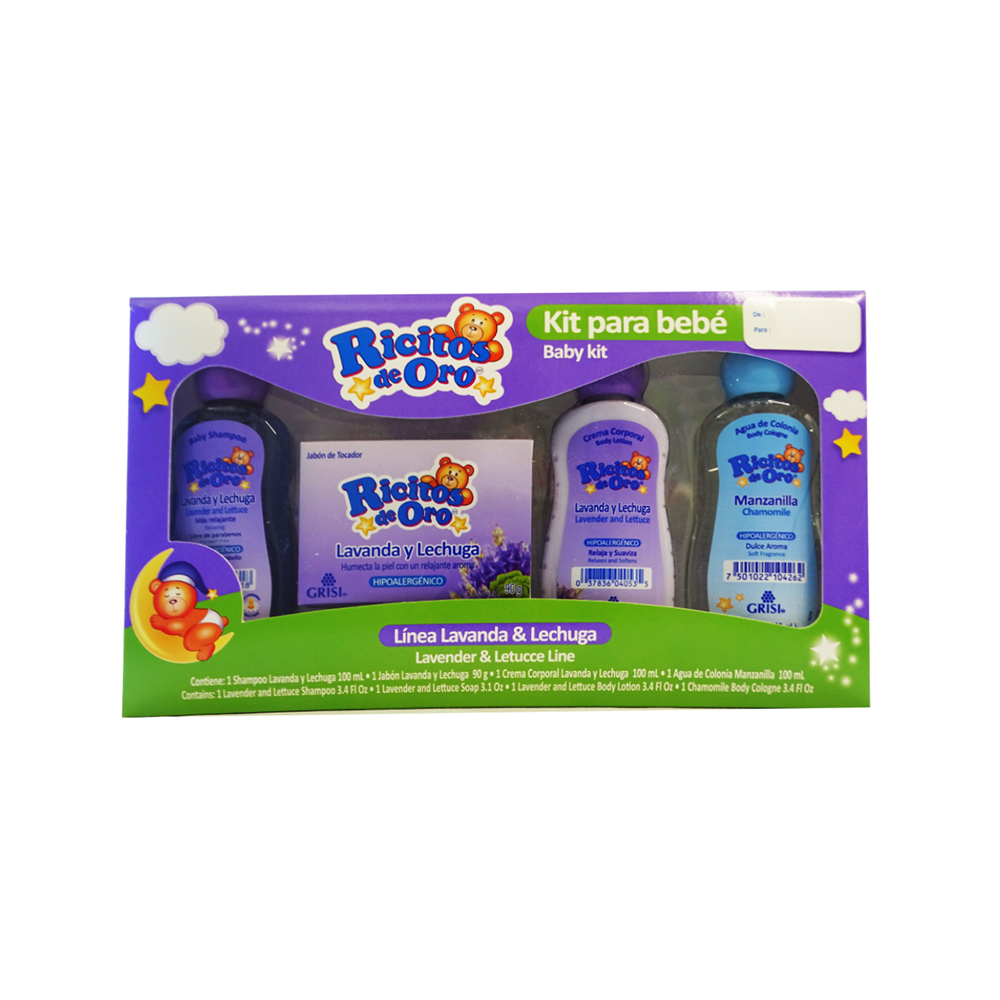 Ricitos
de Oro
Kit para bebé
Baby kit
De :
Para :
Baby Shampoo
Ricitos
de Oro
Lavanda y Lechuga
Lavender and Lettuce
Más relajante
Relaxing
Libre de parabenos
Jabón de Tocador
Ricitos
de Oro
Lavanda y Lechuga
Humecta la piel con un relajante aroma
HIPOALERGÉNICO
GRISI
90 g
Crema Corporal
Body Lotion
Ricitos
de Oro
Lavanda y Lechuga
Lavender and Lettuce
HIPOALERGÉNICO
Relaja y Suaviza
Relaxes and Softens
0 37836 04053 5
Agua de Colonia
Body Cologne
Ricitos
de Oro
Manzanilla
Chamomile
HIPOALERGÉNICO
Dulce Aroma
Soft Fragrance
7 501022 104262
GRISI
Línea Lavanda & Lechuga
Lavender & Letucce Line
Contiene: 1 Shampoo Lavanda y Lechuga 100 mL • 1 Jabón Lavanda y Lechuga 90 g • 1 Crema Corporal Lavanda y Lechuga 100 mL • 1 Agua de Colonia Manzanilla 100 mL
Contains: 1 Lavender and Lettuce Shampoo 3.4 Fl Oz • 1 Lavender and Lettuce Soap 3.1 Oz • 1 Lavender and Lettuce Body Lotion 3.4 Fl Oz • 1 Chamomile Body Cologne 3.4 Fl Oz